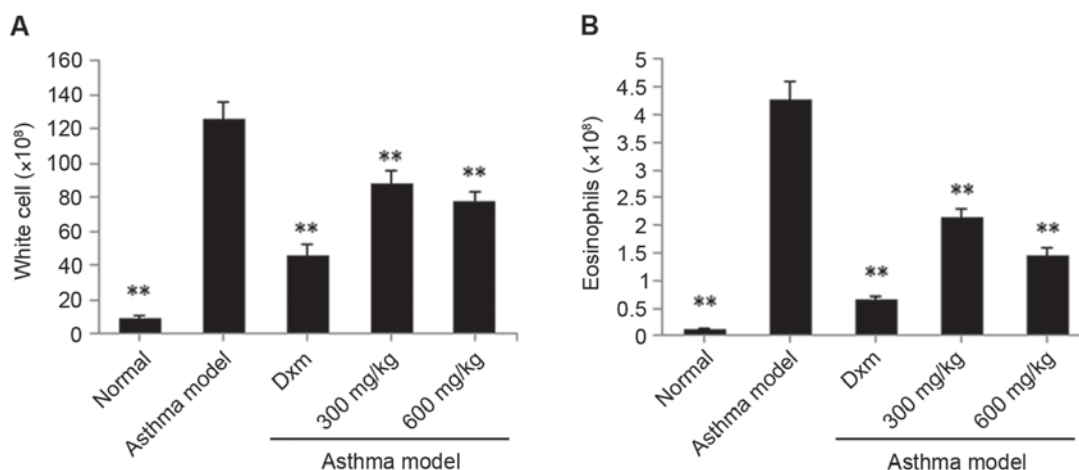 A
White cell (×10⁸)
160
140
120
100
80
60
40
20
0
**
**
**
**
Normal
Asthma model
Dxm
300 mg/kg
600 mg/kg
Asthma model
B
Eosinophils (×10⁸)
5
4.5
4
3.5
3
2.5
2
1.5
1
0.5
0
**
**
**
**
Normal
Asthma model
Dxm
300 mg/kg
600 mg/kg
Asthma model